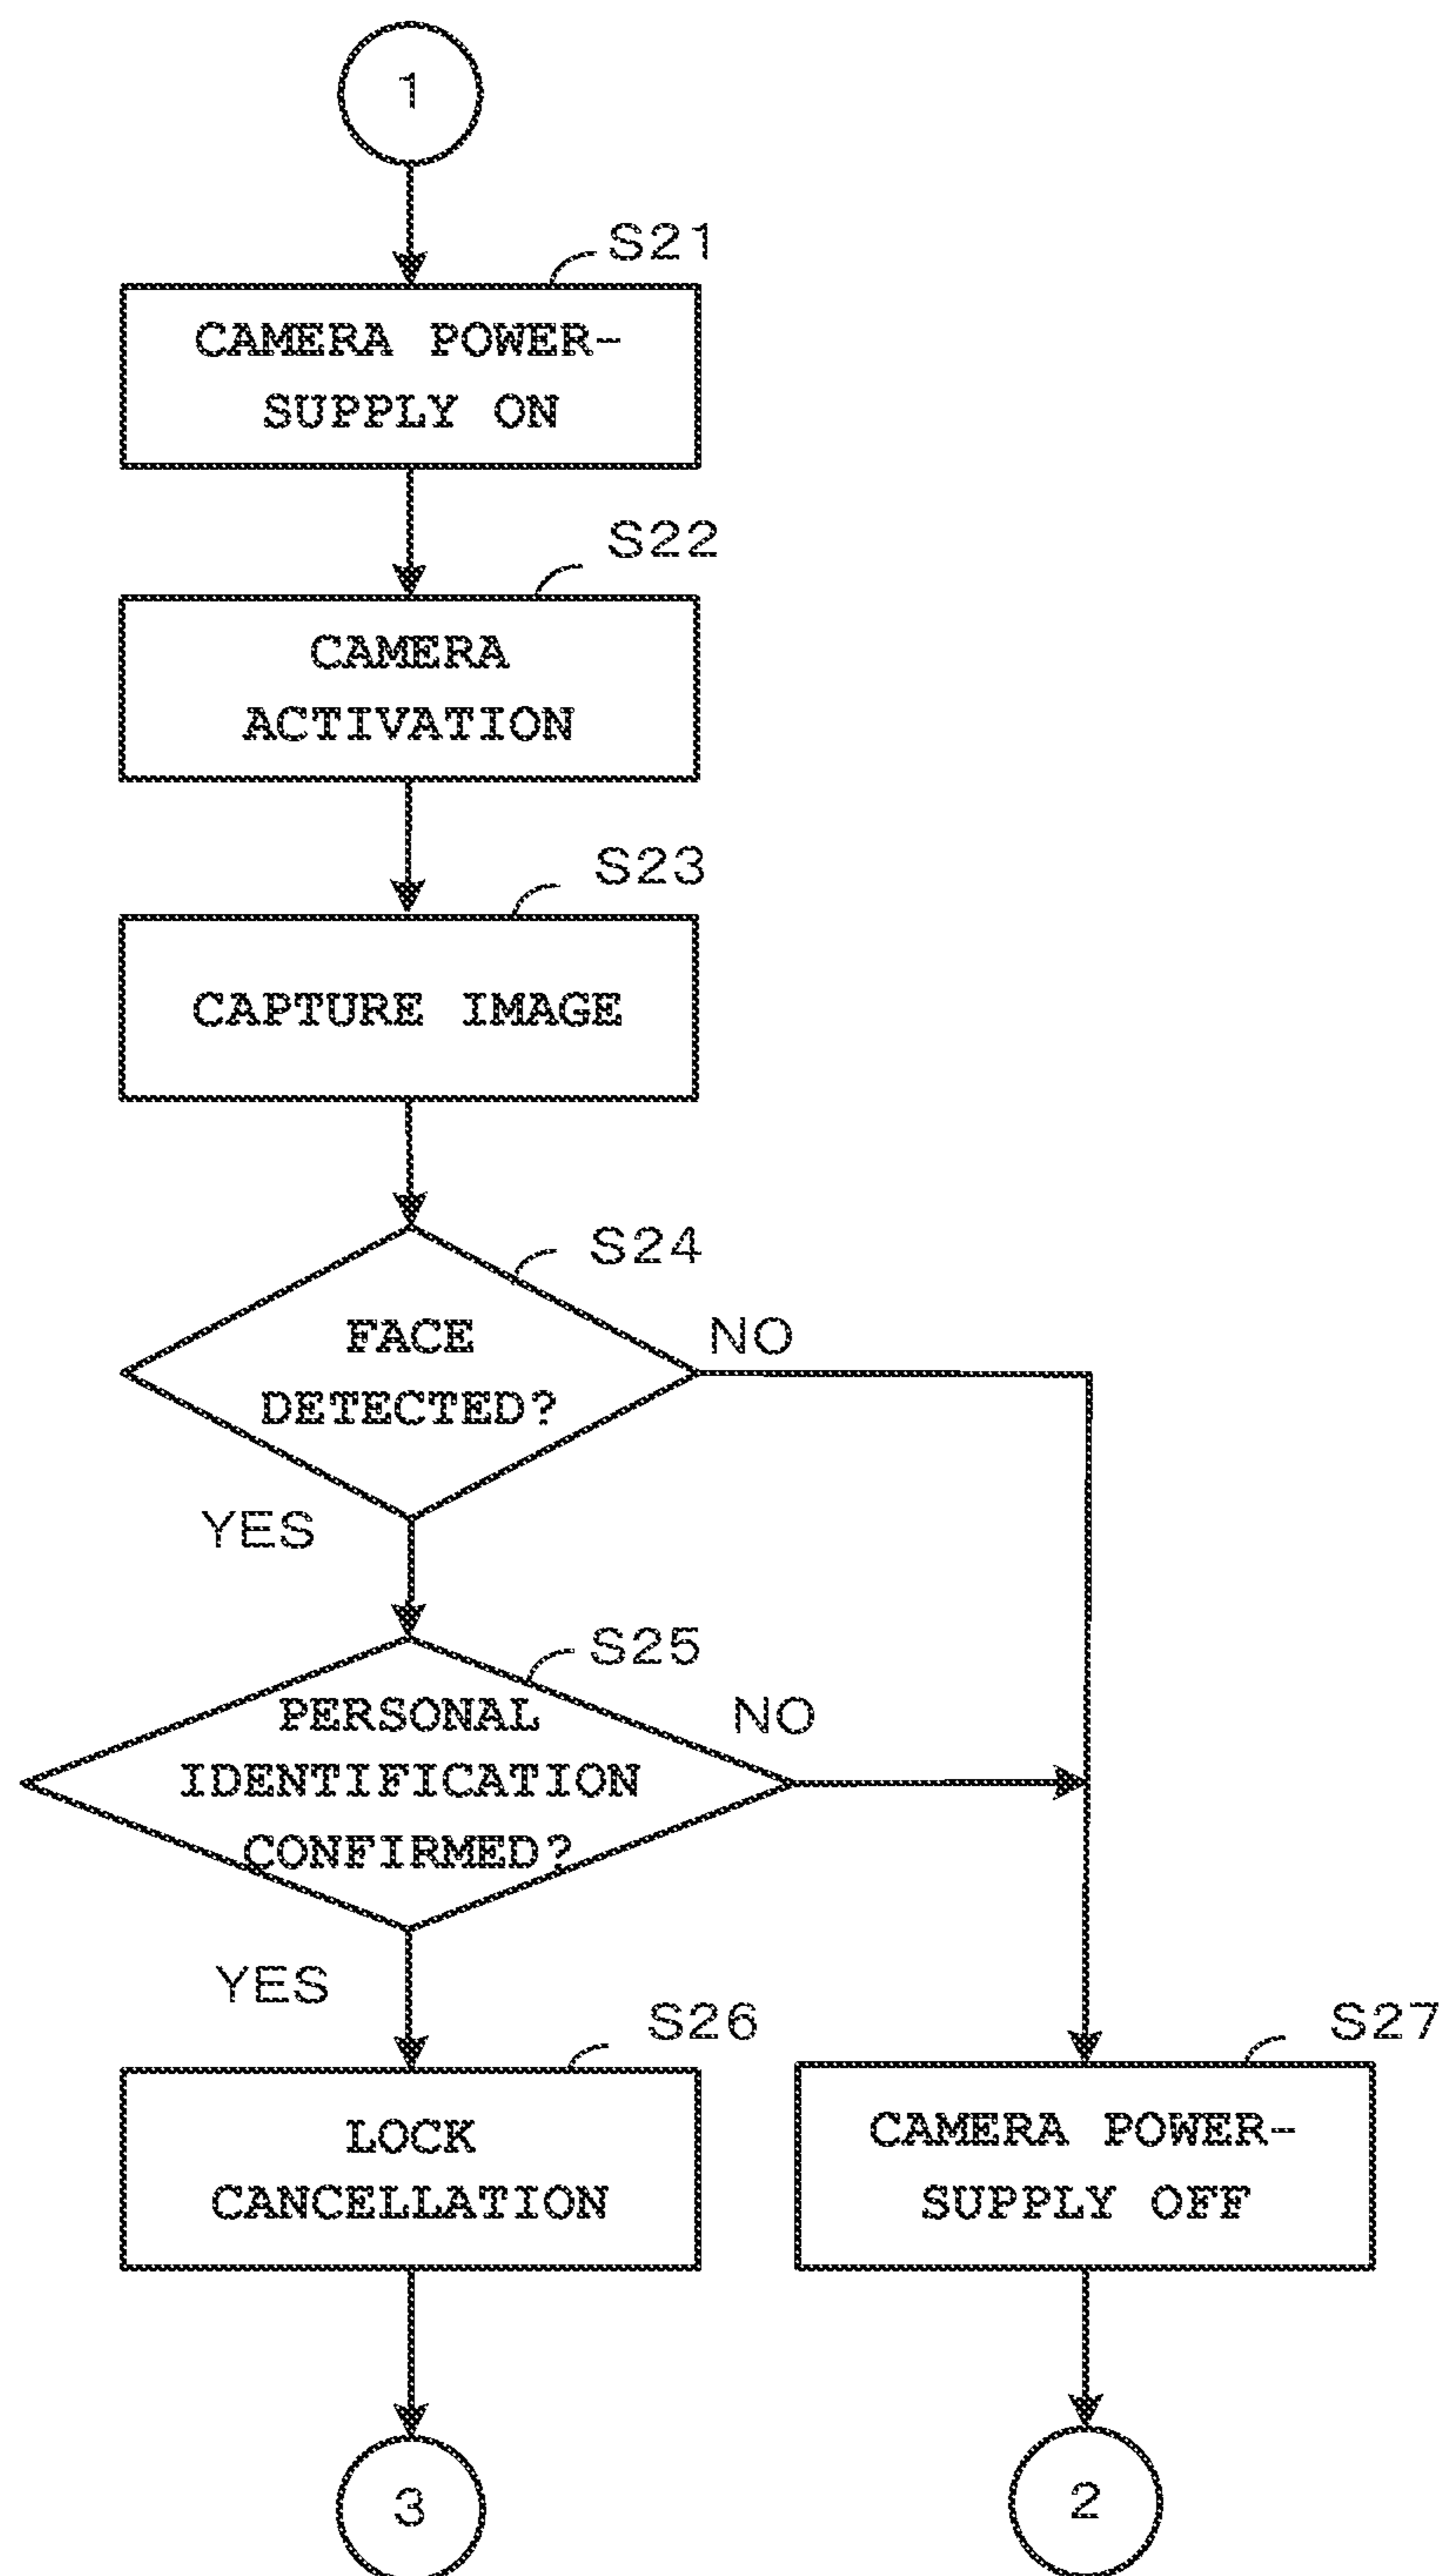 1
S21
CAMERA POWER-
SUPPLY ON
S22
CAMERA
ACTIVATION
S23
CAPTURE IMAGE
S24
FACE
DETECTED?
NO
YES
S25
PERSONAL
IDENTIFICATION
CONFIRMED?
NO
YES
S26
LOCK
CANCELLATION
S27
CAMERA POWER-
SUPPLY OFF
3
2